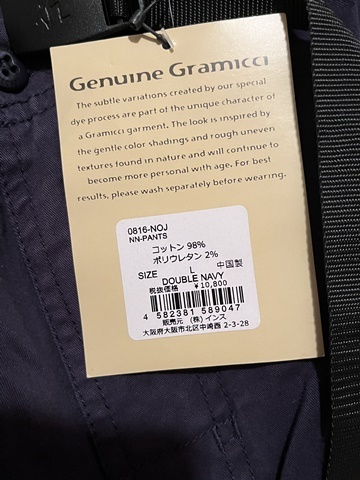 Genuine Gramicci
The subtle variations created by our special
dye process are part of the unique character of
a Gramicci garment. The look is inspired by
the gentle color shadings and rough uneven
textures found in nature and will continue to
become more personal with age. For best
results, please wash separately before wearing.
0816-NOJ
NN-PANTS
コットン 98%
ポリウレタン 2%
SIZE L 中国製
DOUBLE NAVY
税抜価格 ¥10,800
4 582381 589047
販売元 (株) インス
大阪府大阪市北区中崎西 2-3-28